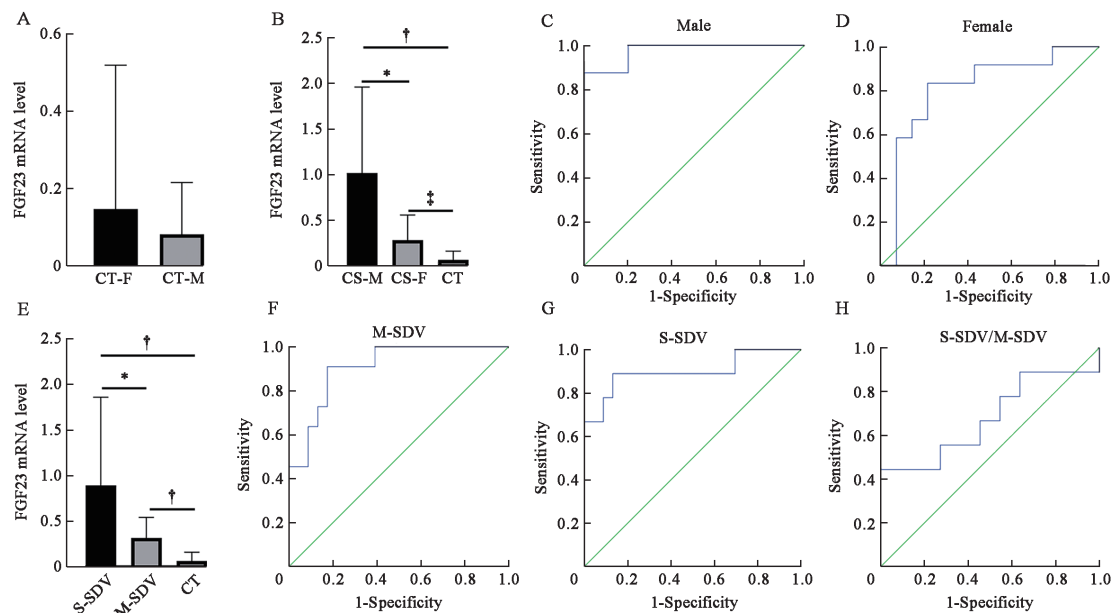 A
FGF23 mRNA level
0.6
0.4
0.2
0
CT-F CT-M
B
FGF23 mRNA level
2.5
2.0
1.5
1.0
0.5
0
†
*
‡
CS-M CS-F CT
C
Male
Sensitivity
1.0
0.8
0.6
0.4
0.2
0 0.2 0.4 0.6 0.8 1.0
1-Specificity
D
Female
Sensitivity
1.0
0.8
0.6
0.4
0.2
0 0.2 0.4 0.6 0.8 1.0
1-Specificity
E
FGF23 mRNA level
2.5
2.0
1.5
1.0
0.5
0
†
*
†
S-SDV M-SDV CT
F
M-SDV
Sensitivity
1.0
0.8
0.6
0.4
0.2
0 0.2 0.4 0.6 0.8 1.0
1-Specificity
G
S-SDV
Sensitivity
1.0
0.8
0.6
0.4
0.2
0 0.2 0.4 0.6 0.8 1.0
1-Specificity
H
S-SDV/M-SDV
Sensitivity
1.0
0.8
0.6
0.4
0.2
0 0.2 0.4 0.6 0.8 1.0
1-Specificity